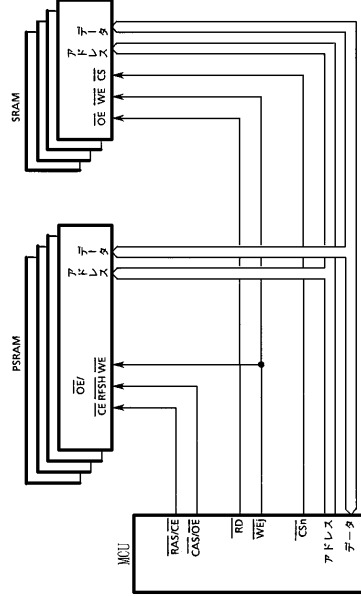 SRAM
データ
アドレス
CS
WE
OE
PSRAM
データ
アドレス
WE
OE/
RFSH
CE
MCU
RAS/CE
CAS/OE
RD
WEj
CSn
アドレス
データ